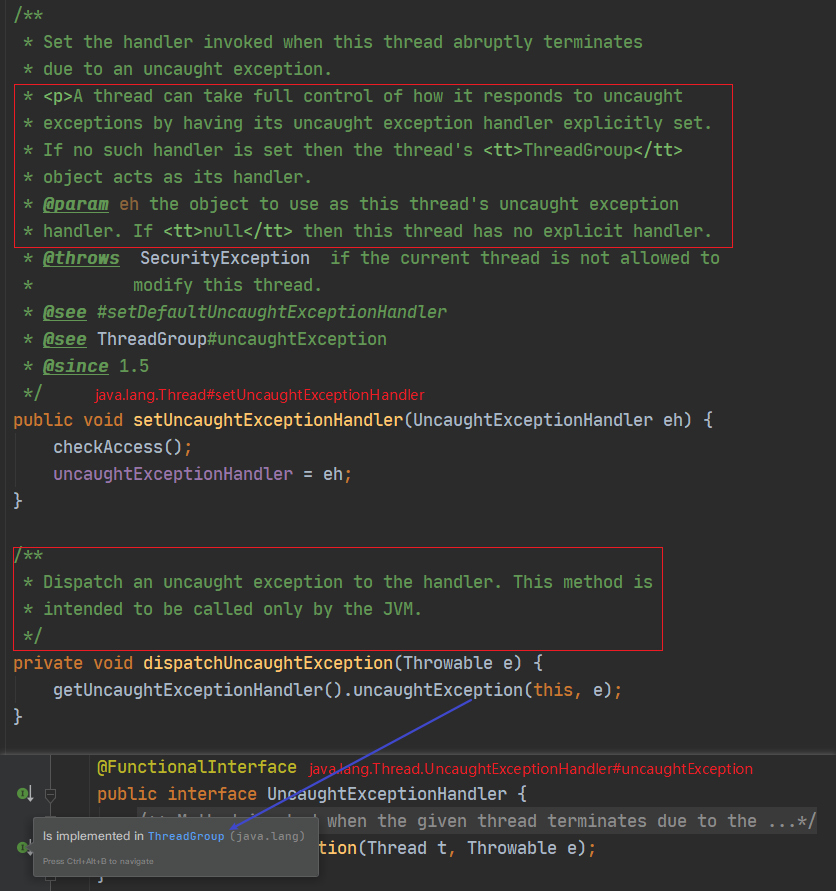 /**
* Set the handler invoked when this thread abruptly terminates
* due to an uncaught exception.
* <p>A thread can take full control of how it responds to uncaught
* exceptions by having its uncaught exception handler explicitly set.
* If no such handler is set then the thread's <tt>ThreadGroup</tt>
* object acts as its handler.
* @param eh the object to use as this thread's uncaught exception
* handler. If <tt>null</tt> then this thread has no explicit handler.
* @throws  SecurityException  if the current thread is not allowed to
*          modify this thread.
* @see #setDefaultUncaughtExceptionHandler
* @see ThreadGroup#uncaughtException
* @since 1.5
*/ java.lang.Thread#setUncaughtExceptionHandler
public void setUncaughtExceptionHandler(UncaughtExceptionHandler eh) {
    checkAccess();
    uncaughtExceptionHandler = eh;
}
/**
* Dispatch an uncaught exception to the handler. This method is
* intended to be called only by the JVM.
*/
private void dispatchUncaughtException(Throwable e) {
    getUncaughtExceptionHandler().uncaughtException(this, e);
}
@FunctionalInterface java.lang.Thread.UncaughtExceptionHandler#uncaughtException
public interface UncaughtExceptionHandler {
when the given thread terminates due to the ...*/
Is implemented in ThreadGroup (java.lang)
tion(Thread t, Throwable e);
Press Ctrl+Alt+B to navigate
}